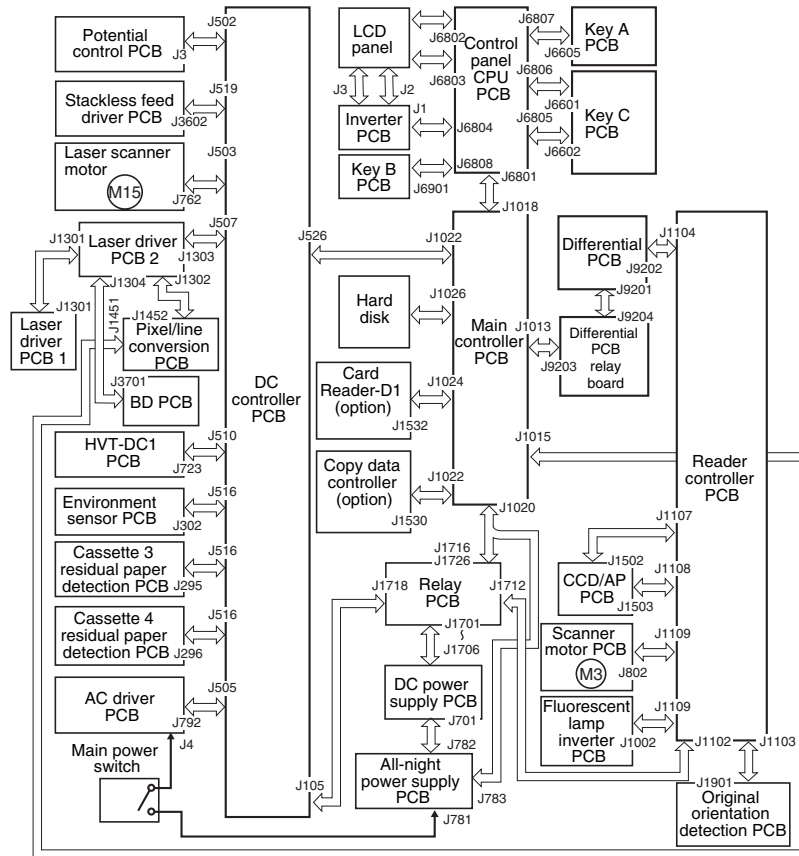 Potential
control PCB
J3
J502
Stackless feed
driver PCB
J3602
J519
Laser scanner
motor
M15
J762
J503
J1301
Laser driver
PCB 2
J1303
J507
J1304
J1302
J1301
Laser
driver
PCB 1
J1451
J1452
Pixel/line
conversion
PCB
J3701
BD PCB
HVT-DC1
PCB
J723
J510
Environment
sensor PCB
J302
J516
Cassette 3
residual paper
detection PCB
J295
J516
Cassette 4
residual paper
detection PCB
J296
J516
AC driver
PCB
J792
J505
J4
Main power
switch
DC
controller
PCB
J526
J105
LCD
panel
J6802
J6803
J3
J2
Inverter
PCB
J1
J6804
Key B
PCB
J6901
J6808
Control
panel
CPU
PCB
J6801
J6807
J6605
Key A
PCB
J6806
J6601
J6805
J6602
Key C
PCB
J1018
J1022
J1026
Hard
disk
Main
controller
PCB
J1013
Card
Reader-D1
(option)
J1532
J1024
Copy data
controller
(option)
J1530
J1022
J1015
J1020
J1716
J1726
J1718
Relay
PCB
J1712
J1701
~
J1706
DC power
supply PCB
J701
J782
All-night
power supply
PCB
J783
J781
Differential
PCB
J9202
J1104
J9201
J9204
J9203
Differential
PCB
relay
board
Reader
controller
PCB
J1107
J1502
CCD/AP
PCB
J1503
J1108
Scanner
motor PCB
M3
J802
J1109
Fluorescent
lamp
inverter
PCB
J1002
J1109
J1102
J1103
J1901
Original
orientation
detection PCB